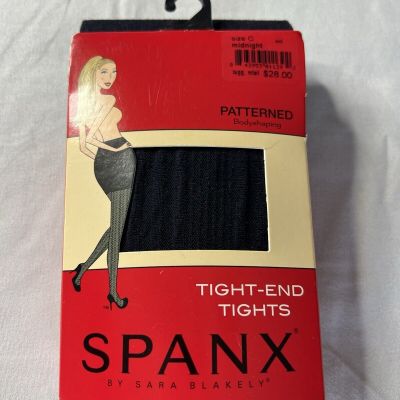 size C
midnight
sugg. retail $28.00
PATTERNED
Bodyshaping
TIGHT-END
TIGHTS
SPANX®
BY SARA BLAKELY®